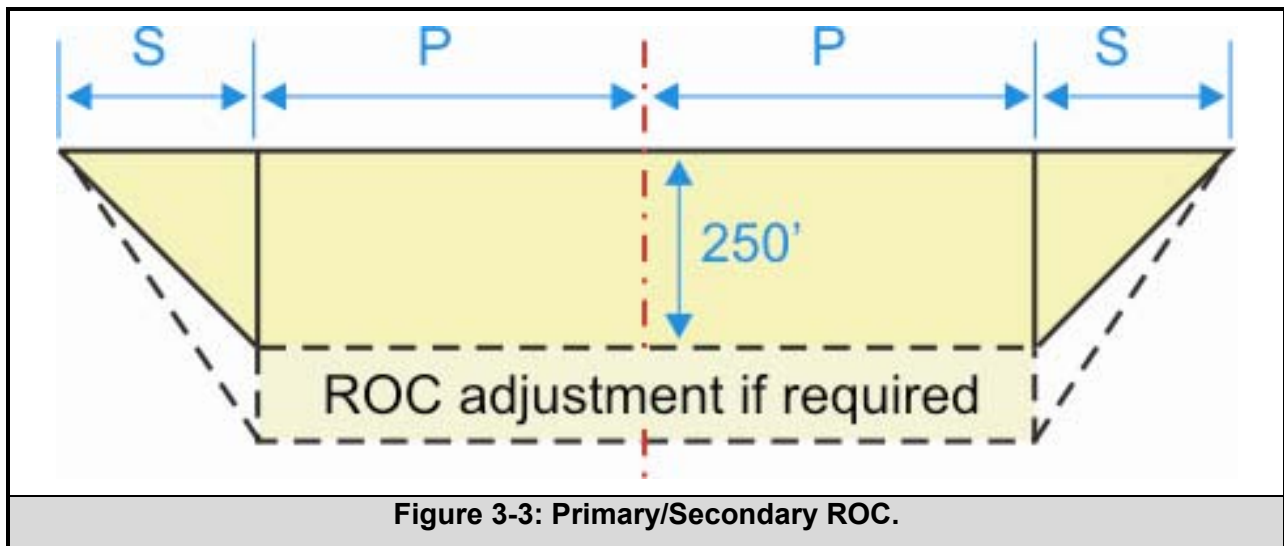 S P P S
250’
ROC adjustment if required
Figure 3-3: Primary/Secondary ROC.